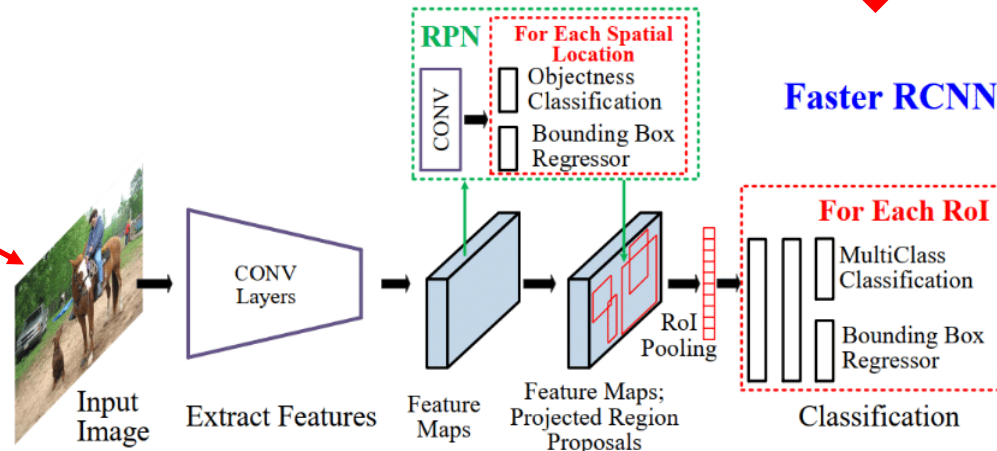 RPN
For Each Spatial
Location
CONV
Objectness
Classification
Bounding Box
Regressor
Faster RCNN
For Each RoI
MultiClass
Classification
Bounding Box
Regressor
CONV
Layers
RoI
Pooling
Input
Image
Extract Features
Feature
Maps
Feature Maps;
Projected Region
Proposals
Classification